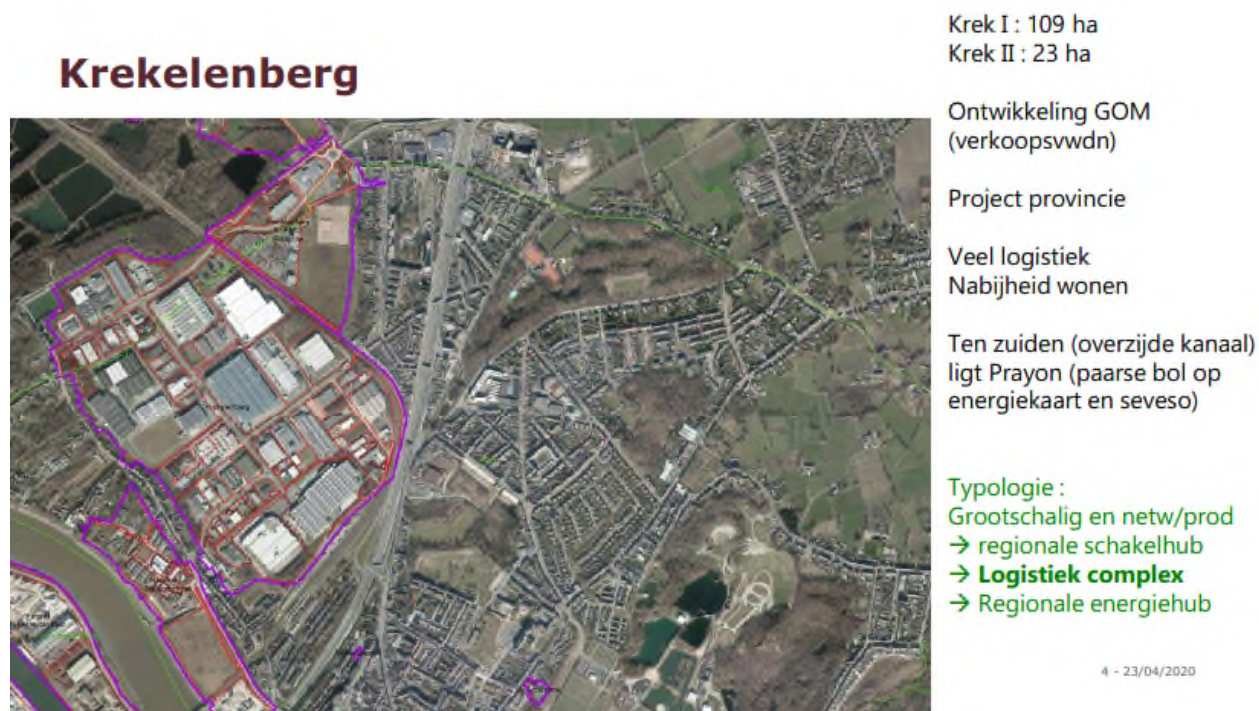 Krekelenberg
Krek I : 109 ha
Krek II : 23 ha
Ontwikkeling GOM
(verkoopsvwdn)
Project provincie
Veel logistiek
Nabijheid wonen
Ten zuiden (overzijde kanaal)
ligt Prayon (paarse bol op
energiekaart en seveso)
Typologie :
Grootschalig en netw/prod
→ regionale schakelhub
→ Logistiek complex
→ Regionale energiehub
4 - 23/04/2020